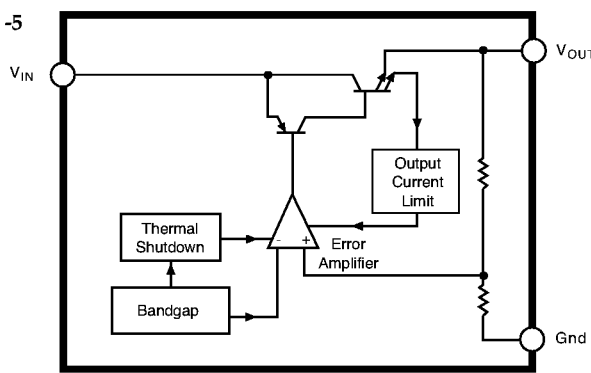 -5
VIN
VOUT
Output
Current
Limit
Thermal
Shutdown
- +
Error
Amplifier
Bandgap
Gnd